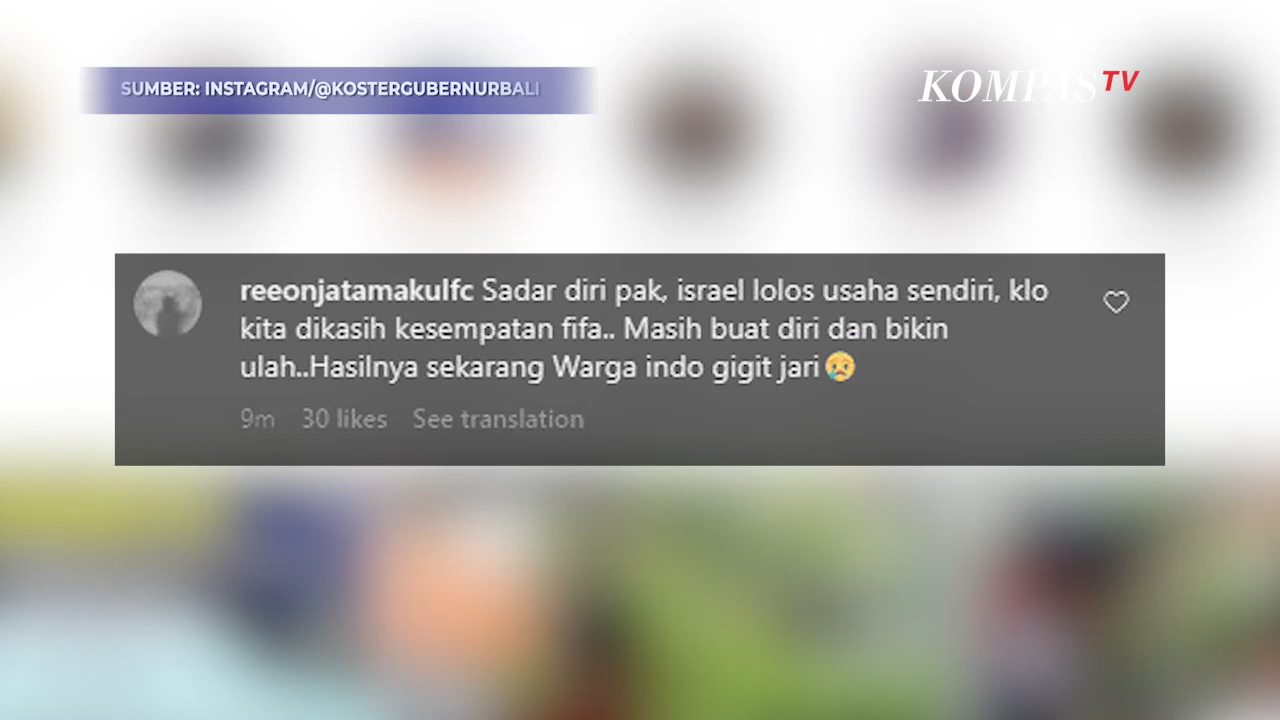 SUMBER: INSTAGRAM/@KOSTERGUBERNURBALI
KOMPAS TV
reeonjatamakulfc Sadar diri pak, israel lolos usaha sendiri, klo
kita dikasih kesempatan fifa.. Masih buat diri dan bikin
ulah..Hasilnya sekarang Warga indo gigit jari😢
9m 30 likes See translation